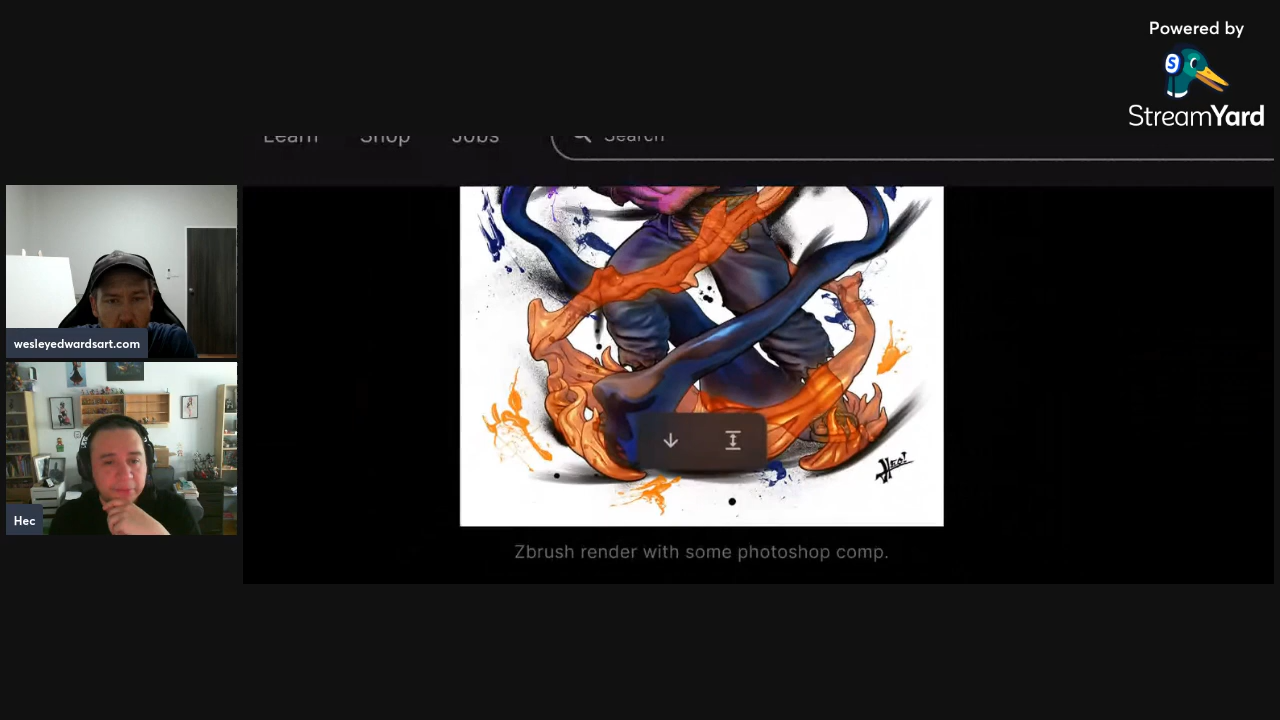 Powered by
StreamYard
Learn Shop Jobs Search
wesleyedwardsart.com
Hec
Zbrush render with some photoshop comp.